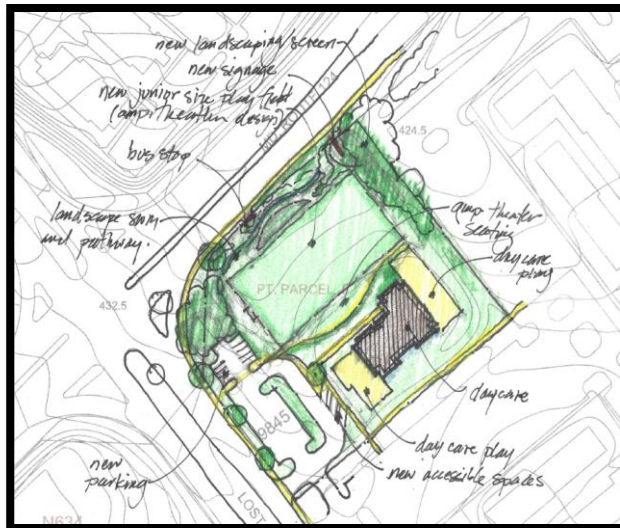 new landscaping screen
new signage
new junior size play field
(amphitheater design)
bus stop
424.5
landscape
and pathway.
amp theater
seating
day care
play
PT. PARCEL
432.5
daycare
9845
day care play
new accessible spaces
new
parking
LOST
N634